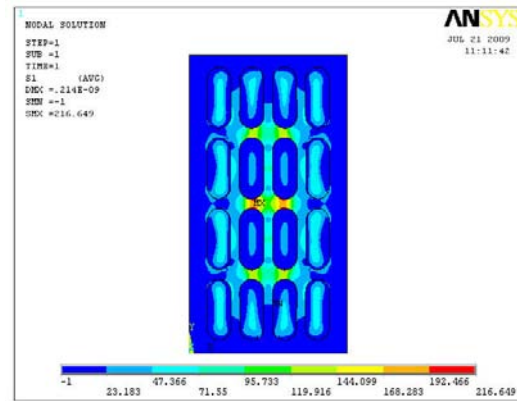 1
NODAL SOLUTION
STEP=1
SUB =1
TIME=1
S1 (AVG)
DMX =.214E-09
SMN =-1
SMX =216.649
ANSYS
JUL 21 2009
11:11:42
MX
Y
-1
23.183
47.366
71.55
95.733
119.916
144.099
168.283
192.466
216.649